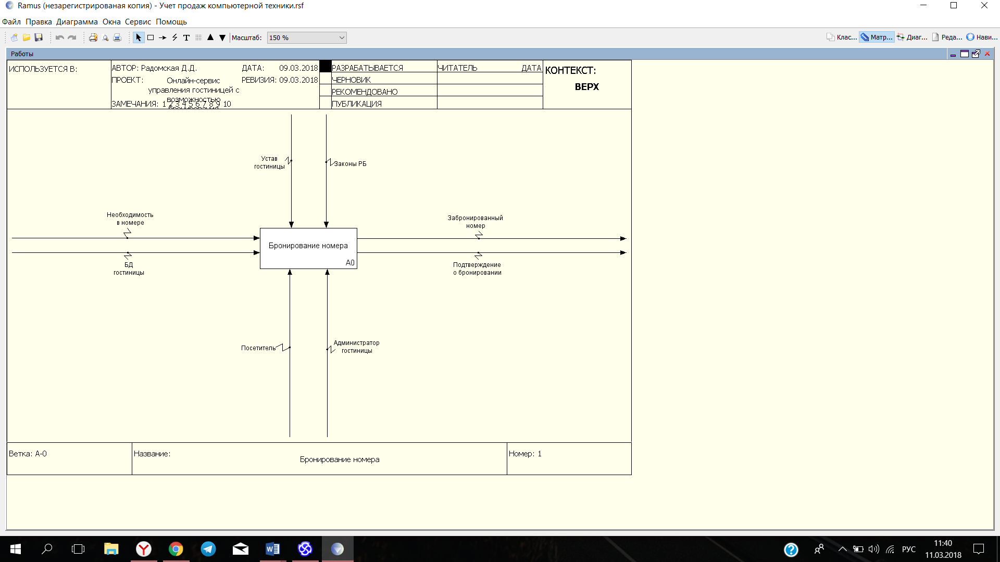 Ramus (незарегистрированая копия) - Учет продаж компьютерной техники.rsf
Файл Правка Диаграмма Окна Сервис Помощь
Масштаб: 150 %
Клас... Матр... Диаг... Реда... Нави...
Работы
ИСПОЛЬЗУЕТСЯ В:
АВТОР: Радомская Д.Д.
ДАТА: 09.03.2018
ПРОЕКТ: Онлайн-сервис
управления гостиницей с
возможностью
бронирования
РЕВИЗИЯ: 09.03.2018
ЗАМЕЧАНИЯ: 1 2 3 4 5 6 7 8 9 10
РАЗРАБАТЫВАЕТСЯ
ЧЕРНОВИК
РЕКОМЕНДОВАНО
ПУБЛИКАЦИЯ
ЧИТАТЕЛЬ ДАТА
КОНТЕКСТ:
ВЕРХ
Устав
гостиницы
Законы РБ
Необходимость
в номере
БД
гостиницы
Бронирование номера
A0
Забронированный
номер
Подтверждение
о бронировании
Посетитель
Администратор
гостиницы
Ветка: A-0
Название:
Бронирование номера
Номер: 1
РУС
11:40
11.03.2018